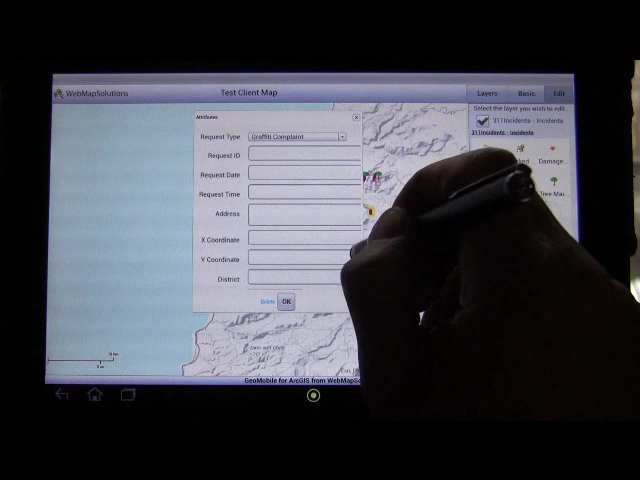 WebMapSolutions
Test Client Map
Layers
Basic
Edit
Select the layer you wish to edit
311Incidents - Incidents
311Incidents - Incidents
Damage...
Tree Mai...
Attributes
Request Type
Graffiti Complaint
Request ID
Request Date
Request Time
Address
X Coordinate
Y Coordinate
District
Delete
OK
GeoMobile for ArcGIS from WebMapSo